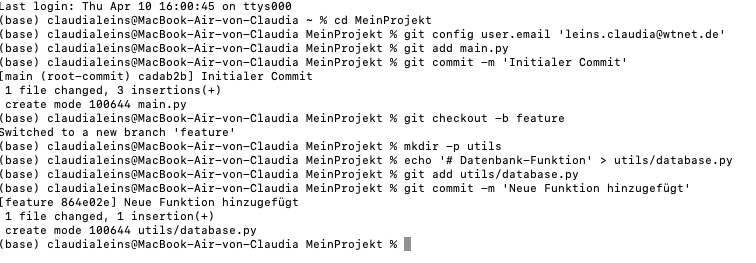 Last login: Thu Apr 10 16:00:45 on ttys000
(base) claudialeins@MacBook-Air-von-Claudia ~ % cd MeinProjekt
(base) claudialeins@MacBook-Air-von-Claudia MeinProjekt % git config user.email 'leins.claudia@wtnet.de'
(base) claudialeins@MacBook-Air-von-Claudia MeinProjekt % git add main.py
(base) claudialeins@MacBook-Air-von-Claudia MeinProjekt % git commit -m 'Initialer Commit'
[main (root-commit) cadab2b] Initialer Commit
1 file changed, 3 insertions(+)
create mode 100644 main.py
(base) claudialeins@MacBook-Air-von-Claudia MeinProjekt % git checkout -b feature
Switched to a new branch 'feature'
(base) claudialeins@MacBook-Air-von-Claudia MeinProjekt % mkdir -p utils
(base) claudialeins@MacBook-Air-von-Claudia MeinProjekt % echo '# Datenbank-Funktion' > utils/database.py
(base) claudialeins@MacBook-Air-von-Claudia MeinProjekt % git add utils/database.py
(base) claudialeins@MacBook-Air-von-Claudia MeinProjekt % git commit -m 'Neue Funktion hinzugefügt'
[feature 864e02e] Neue Funktion hinzugefügt
1 file changed, 1 insertion(+)
create mode 100644 utils/database.py
(base) claudialeins@MacBook-Air-von-Claudia MeinProjekt %